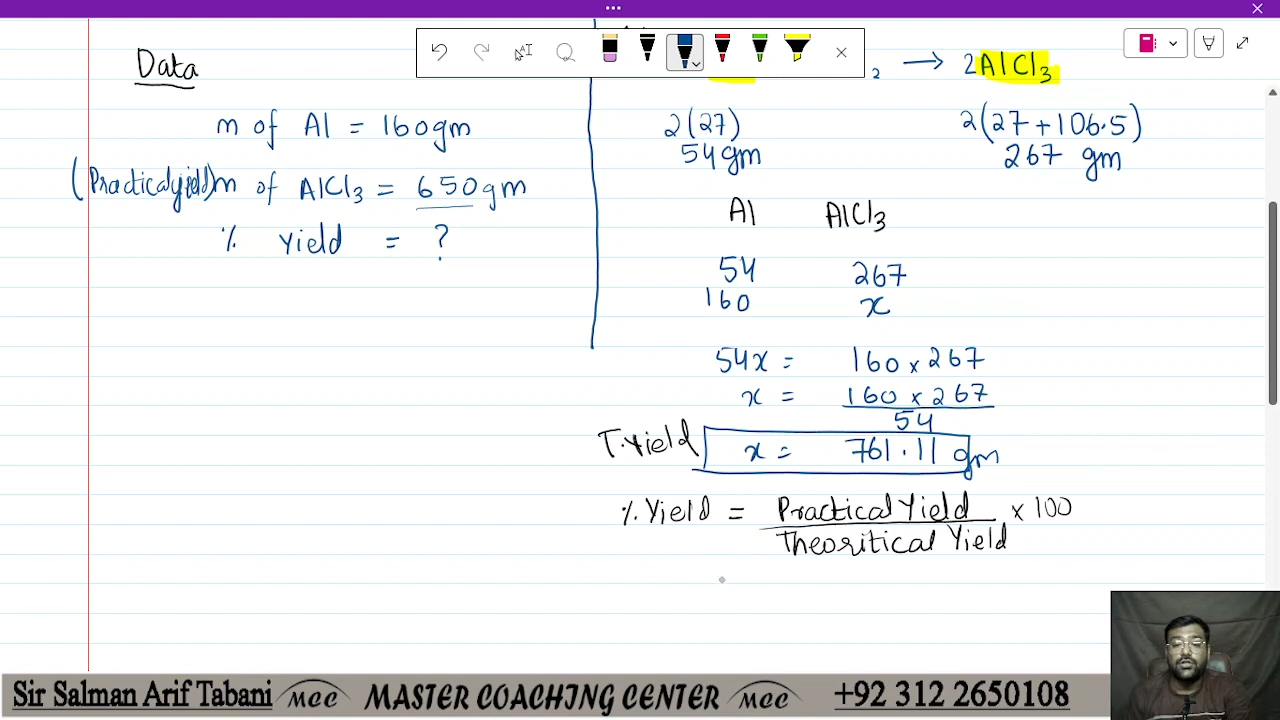 Data
m of Al = 160gm
(Practical yield) m of AlCl3 = 650gm
% Yield = ?
2 → 2AlCl3
2(27) 2(27 + 106.5)
54gm 267 gm
Al AlCl3
54 267
160 x
54x = 160 x 267
x = 160 x 267
54
T.Yield x = 761.11 gm
% Yield = Practical Yield x 100
Theoritical Yield
Sir Salman Arif Tabani MCC MASTER COACHING CENTER MCC +92 312 2650108